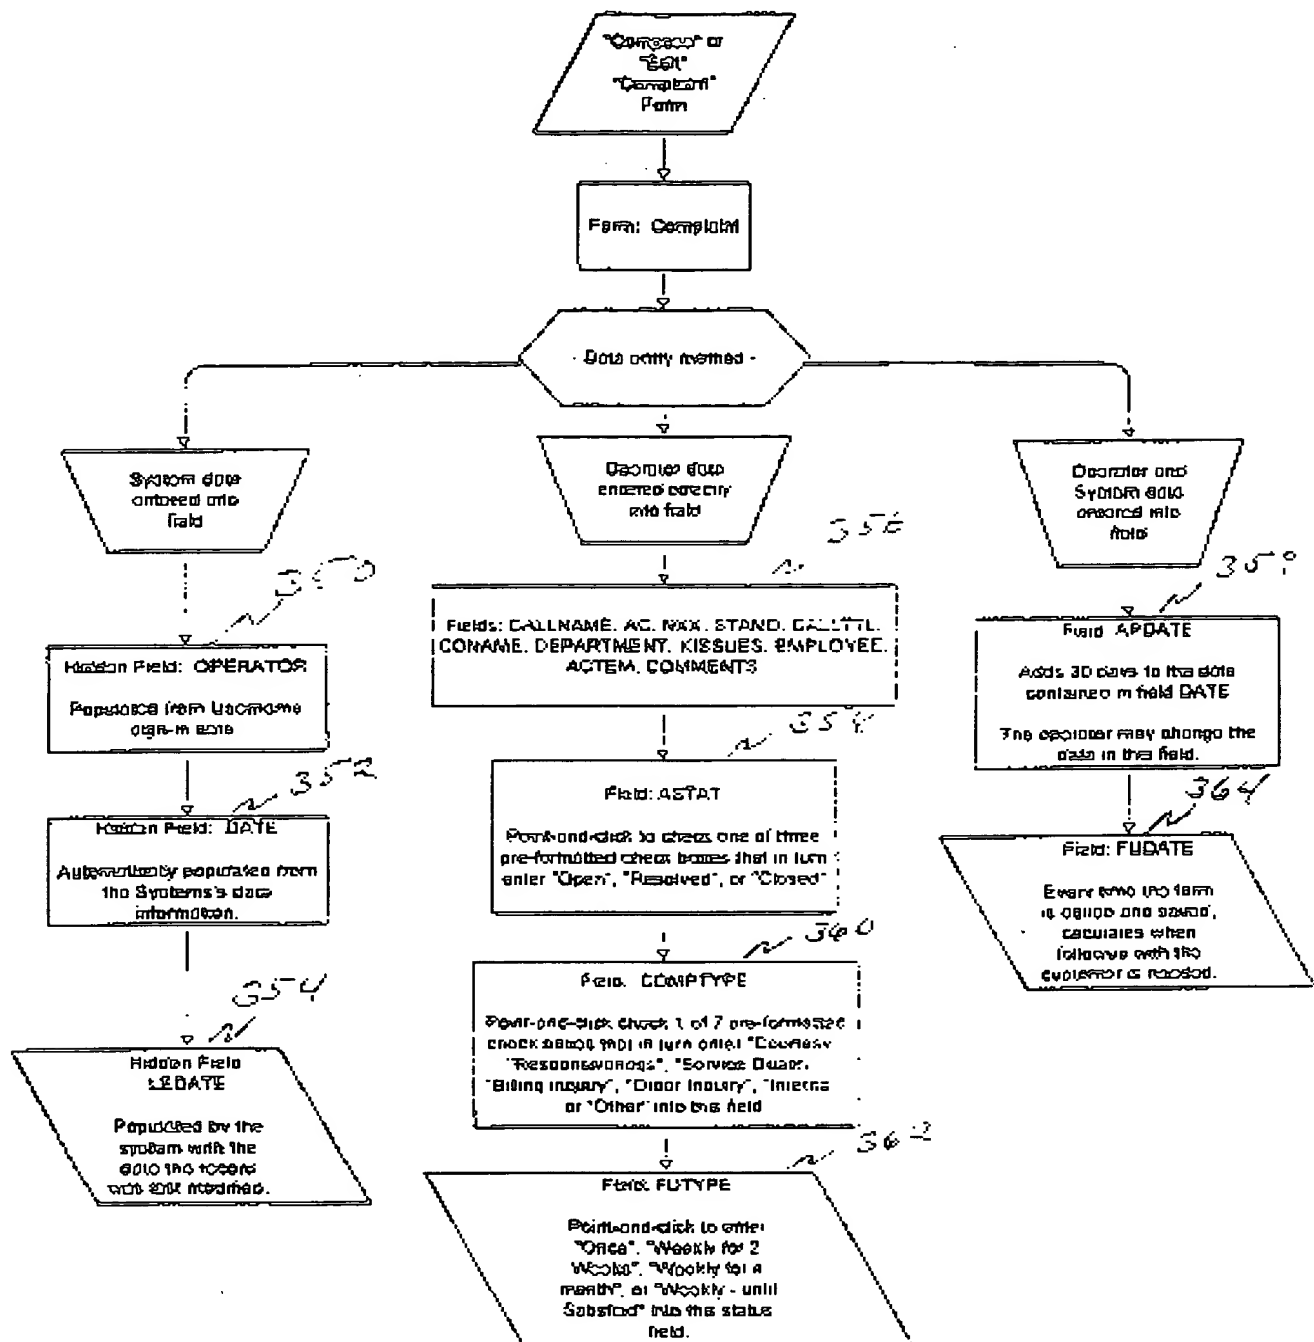 "Compose" or
"Edit"
"Complaint"
Form
Form: Complaint
- Data entry method -
System data
entered into
field
Operator data
entered directly
into field
Operator and
System data
entered into
field
350
356
Hidden Field: OPERATOR
Populated from Username
sign-in
352
Hidden Field: DATE
Automatically populated from
the Systems's date
information.
354
Hidden Field
Populated by the
system with the
date the record
was last modified.
Fields: CALLNAME, AC, NXX, STAND, CALLTTL,
CONAME, DEPARTMENT, KISSUES, EMPLOYEE,
ACTEM, COMMENTS
Field: ASTAT
Point-and-click to check one of three
pre-formatted check boxes that in turn
enter "Open", "Resolved", or "Closed"
360
Field: COMPTYPE
Point-and-click check 1 of 7 pre-formatted
check boxes that in turn enter "Courtesy
"Responsiveness", "Service
"Billing Inquiry", "Inquiry",
or "Other" into this field
362
Field: FUTYPE
Point-and-click to enter
"Once", "Weekly for 2
Weeks", "Weekly for a
month", or "Weekly - until
Satisfied" into this status
field.
Field: APDATE
Adds 30 days to the date
contained in field DATE
The operator may change the
data in this field.
364
Field: FUDATE
Every time the form
is opened and saved,
calculates when
followup with the
customer is needed.